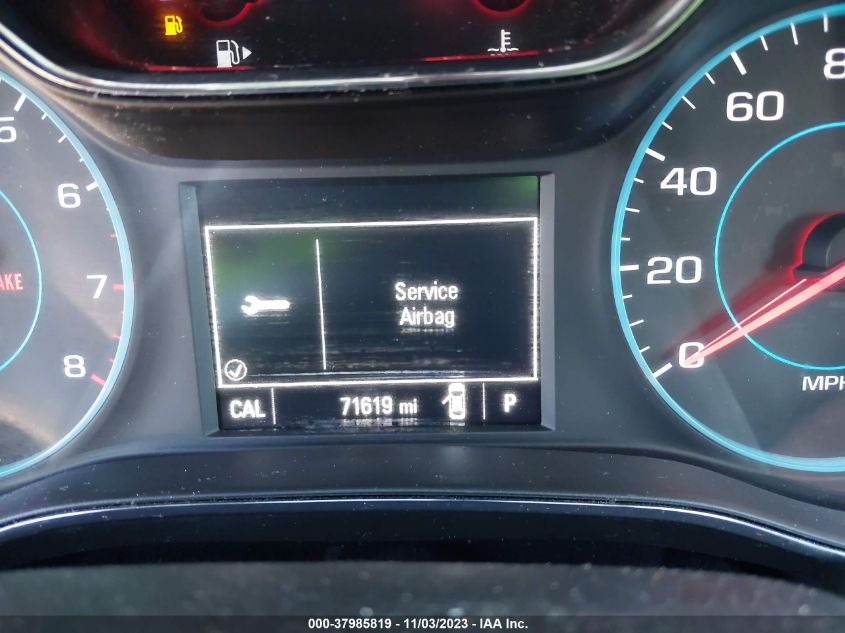 5
6
7
8
AKE
Service
Airbag
CAL 71619 mi P
60
40
20
0
MPH
000-37985819 - 11/03/2023 - IAA Inc.